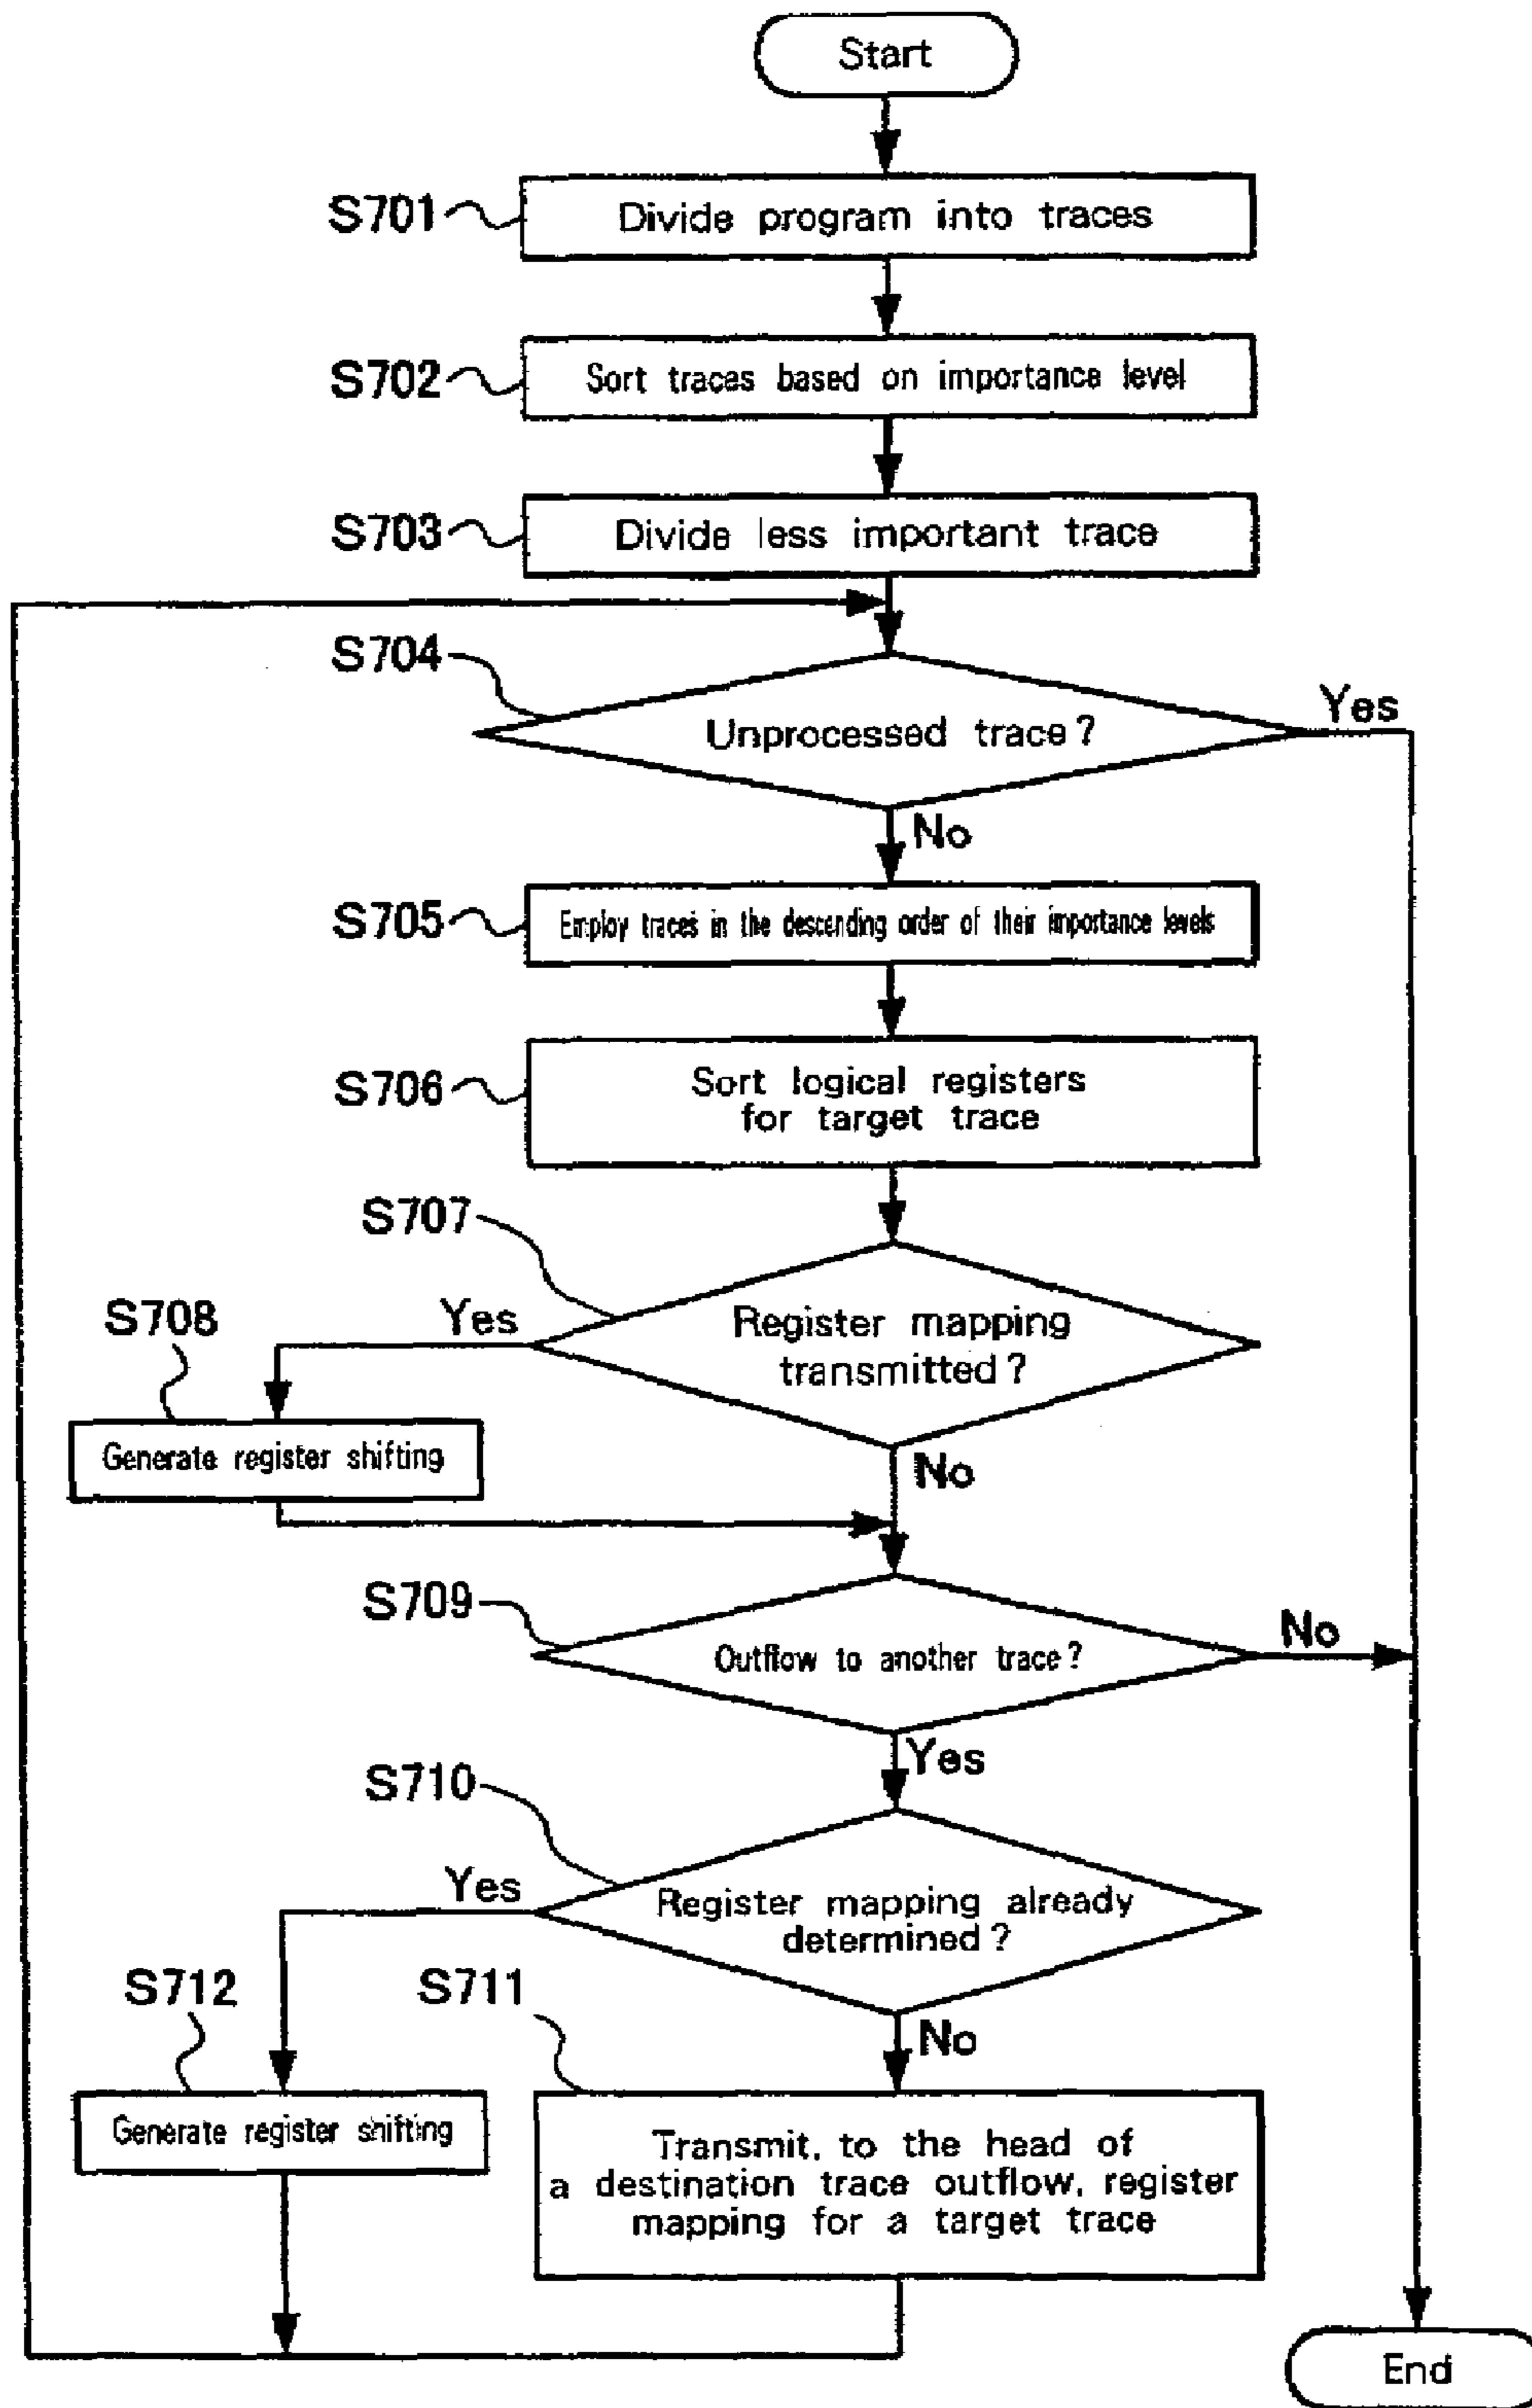 Start
S701
Divide program into traces
S702
Sort traces based on importance level
S703
Divide less important trace
S704
Unprocessed trace?
Yes
No
S705
Employ traces in the descending order of their importance levels
S706
Sort logical registers
for target trace
S707
Register mapping
transmitted?
Yes
No
S708
Generate register shifting
S709
Outflow to another trace?
No
Yes
S710
Register mapping already
determined?
Yes
No
S712
Generate register shifting
S711
Transmit, to the head of
a destination trace outflow, register
mapping for a target trace
End